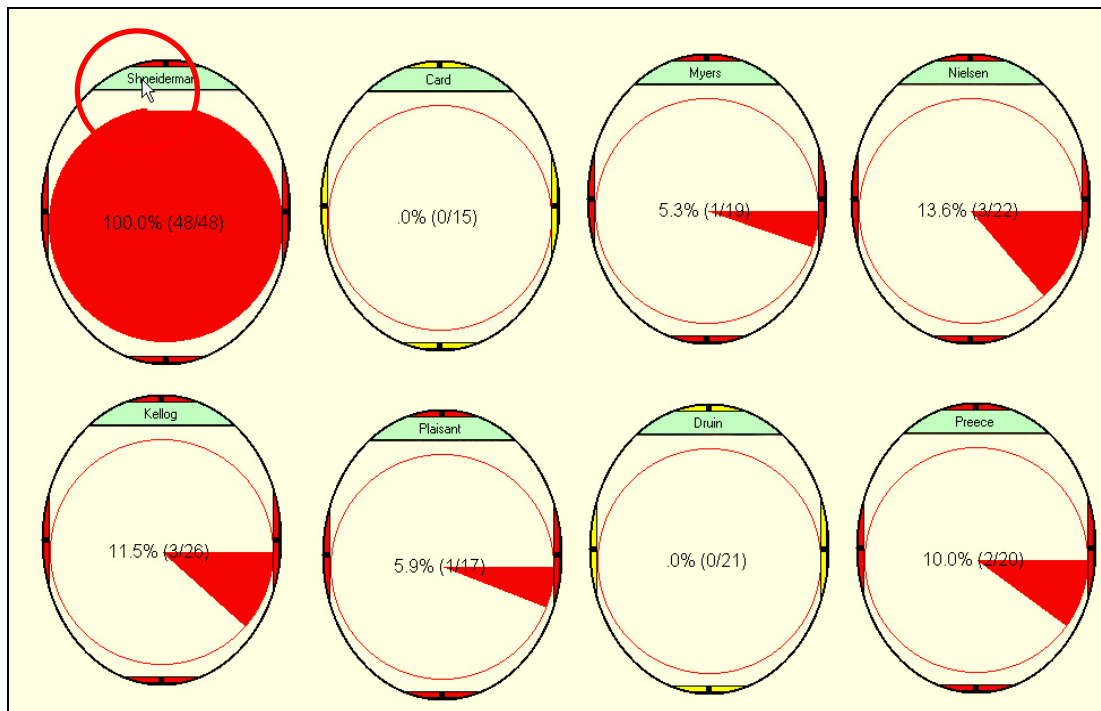 Shneiderman
Card
Myers
Nielsen
100.0% (48/48)
.0% (0/15)
5.3% (1/19)
13.6% (3/22)
Kellog
Plaisant
Druin
Preece
11.5% (3/26)
5.9% (1/17)
.0% (0/21)
10.0% (2/20)